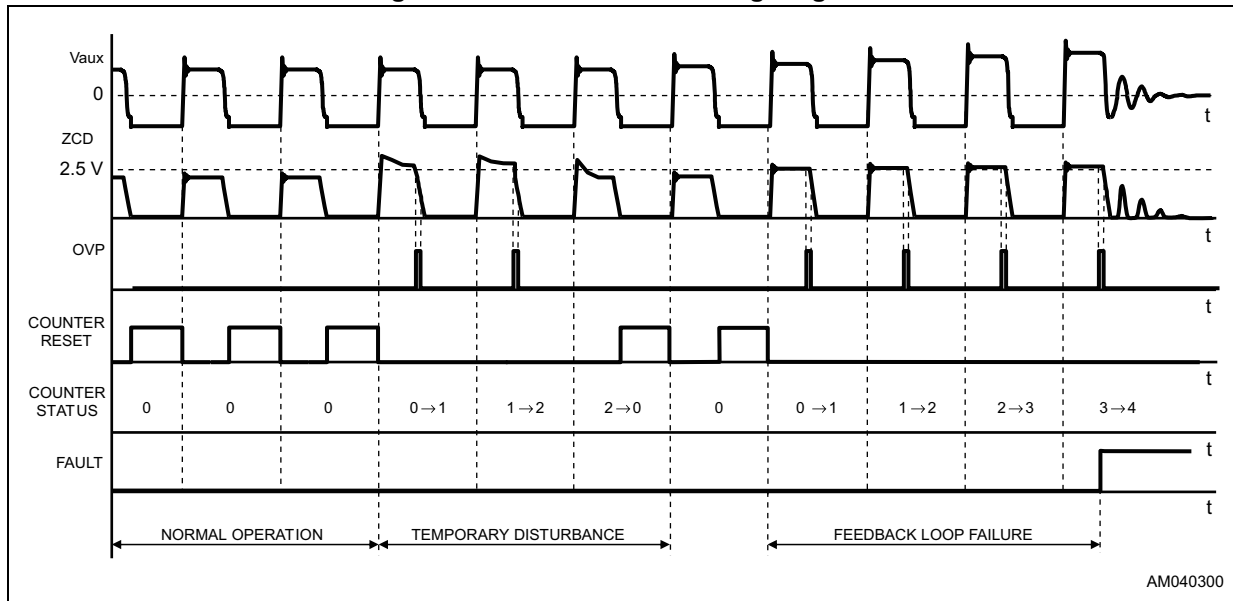 Vaux
0
t
ZCD
2.5 V
t
OVP
t
COUNTER
RESET
t
COUNTER
STATUS
0 0 0 0→1 1→2 2→0 0 0→1 1→2 2→3 3→4
t
FAULT
t
NORMAL OPERATION TEMPORARY DISTURBANCE FEEDBACK LOOP FAILURE
AM040300